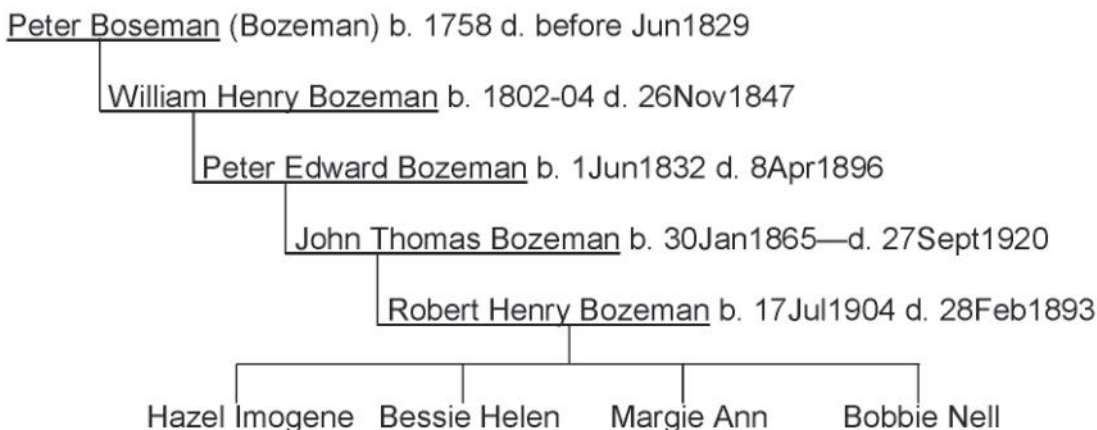 Peter Boseman (Bozeman) b. 1758 d. before Jun1829
William Henry Bozeman b. 1802-04 d. 26Nov1847
Peter Edward Bozeman b. 1Jun1832 d. 8Apr1896
John Thomas Bozeman b. 30Jan1865—d. 27Sept1920
Robert Henry Bozeman b. 17Jul1904 d. 28Feb1893
Hazel Imogene Bessie Helen Margie Ann Bobbie Nell